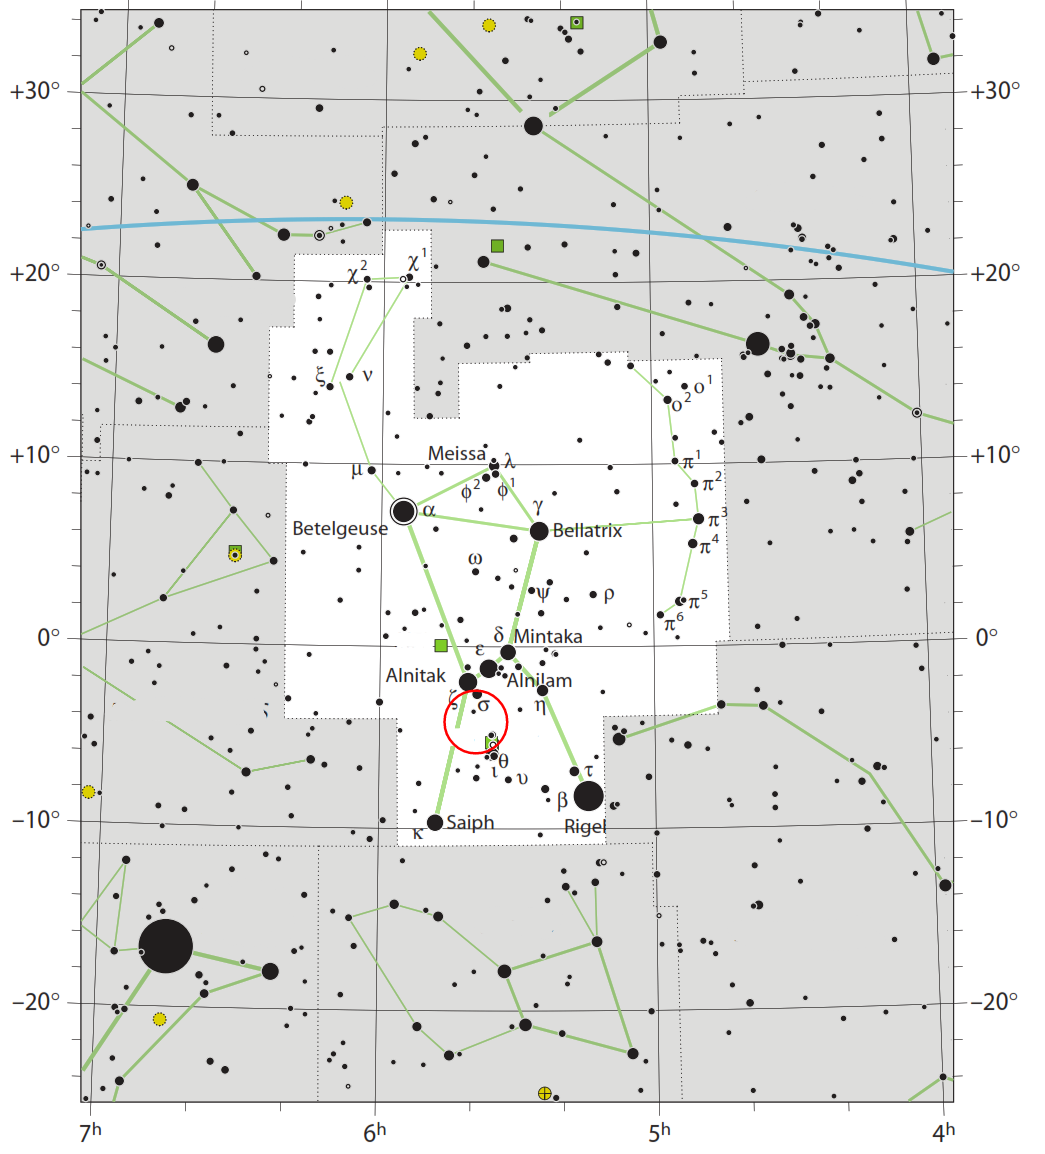 +30° +30°
χ² χ¹
+20° +20°
ξ ν
o¹
o²
+10° Meissa λ π¹ +10°
μ φ² φ¹ π²
α γ π³
Betelgeuse Bellatrix
π⁴
ω
ψ ρ π⁵
π⁶
0° δ Mintaka 0°
ε
Alnitak Alnilam
ζ σ η
θ
ι υ τ
β
–10° κ Saiph Rigel –10°
–20° –20°
7h 6h 5h 4h